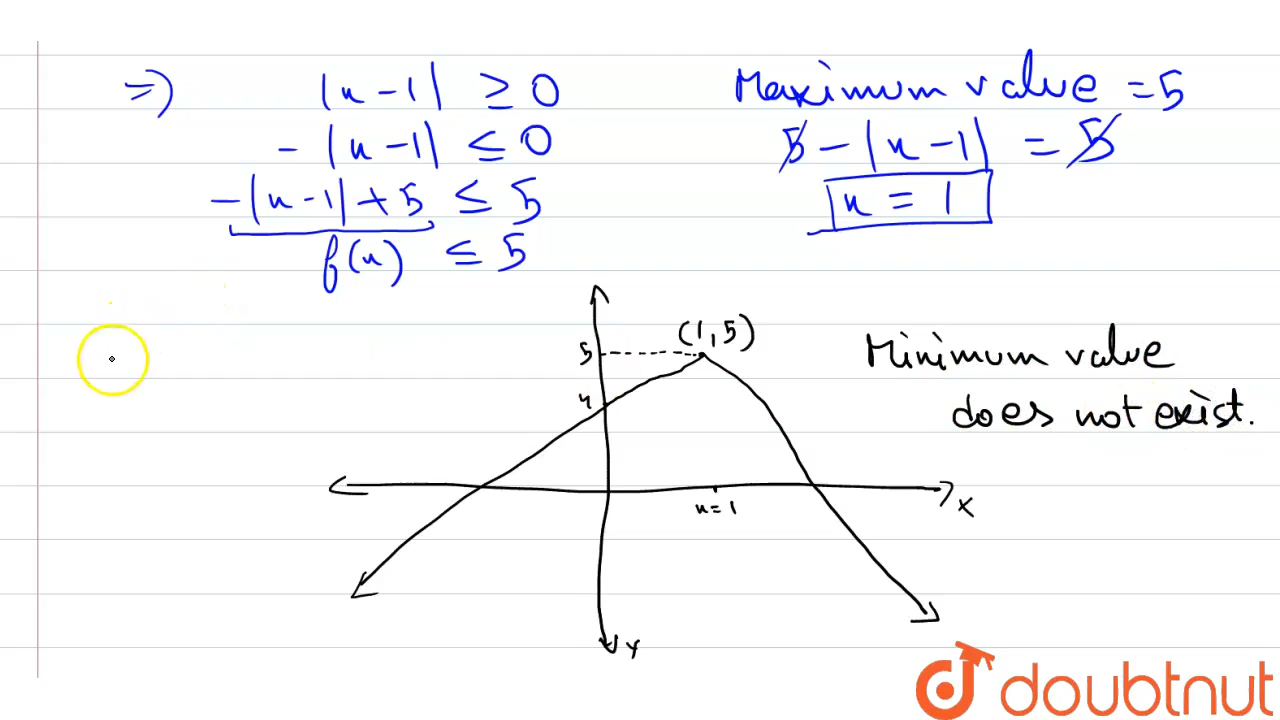 => |x - 1| ≥ 0
- |x - 1| ≤ 0
-|x - 1| + 5 ≤ 5
f(x) ≤ 5
Maximum value = 5
5 - |x - 1| = 5
x = 1
(1, 5)
5
4
x = 1
X
Y
Minimum value
does not exist.
doubtnut